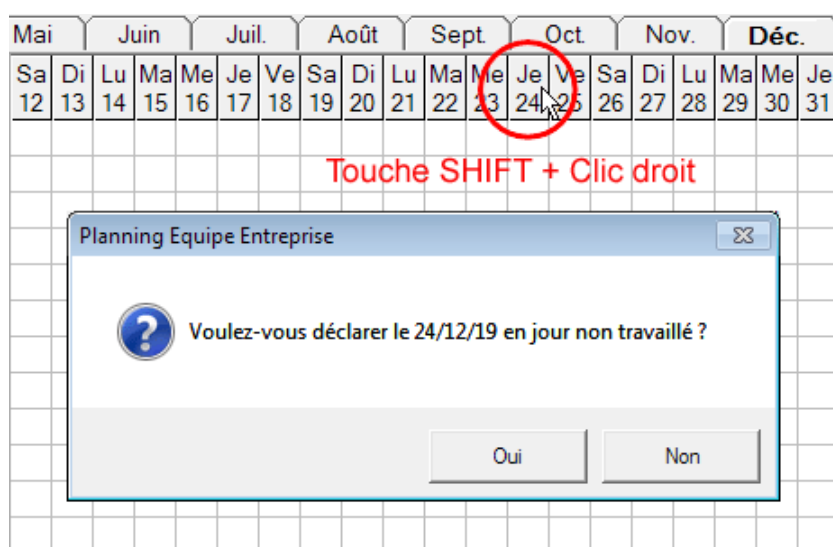 Mai Juin Juil. Août Sept. Oct. Nov. Déc.
Sa Di Lu Ma Me Je Ve Sa Di Lu Ma Me Je Ve Sa Di Lu Ma Me Je
12 13 14 15 16 17 18 19 20 21 22 23 24 25 26 27 28 29 30 31
Touche SHIFT + Clic droit
Planning Equipe Entreprise
Voulez-vous déclarer le 24/12/19 en jour non travaillé ?
Oui Non